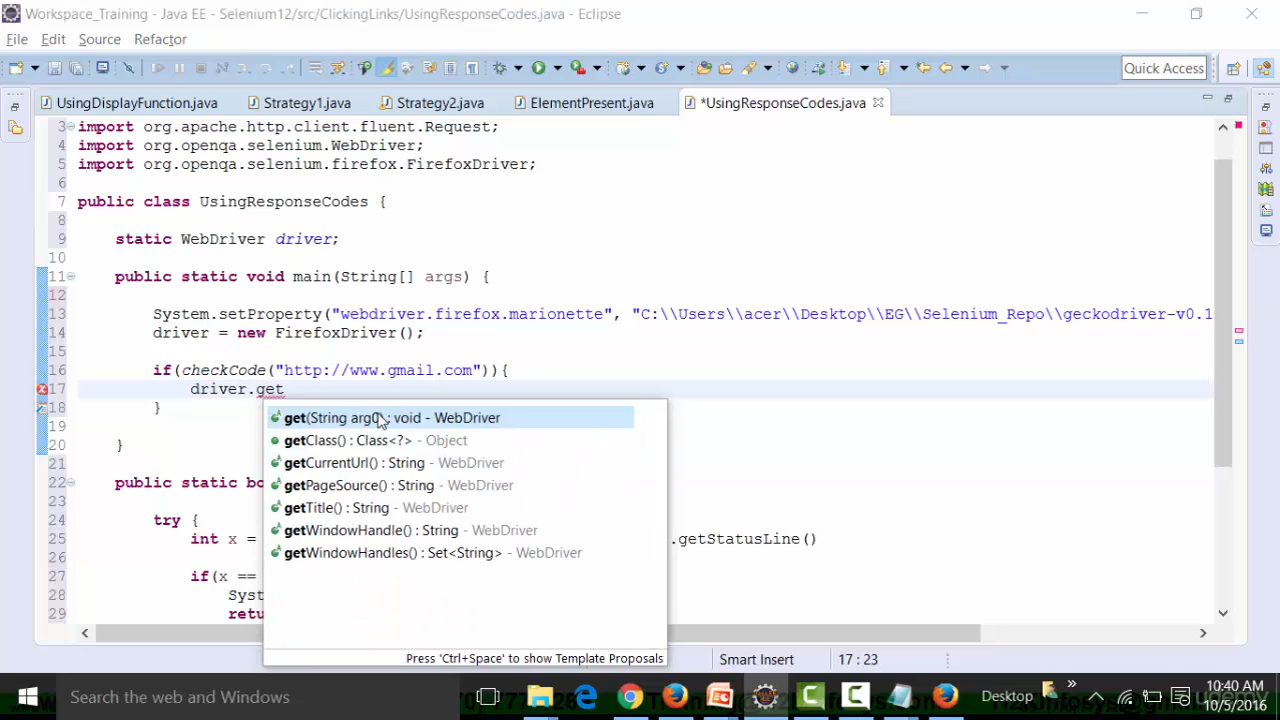 Workspace_Training - Java EE - Selenium12/src/ClickingLinks/UsingResponseCodes.java - Eclipse
File Edit Source Refactor
Quick Access
UsingDisplayFunction.java Strategy1.java Strategy2.java ElementPresent.java *UsingResponseCodes.java
3 import org.apache.http.client.fluent.Request;
4 import org.openqa.selenium.WebDriver;
5 import org.openqa.selenium.firefox.FirefoxDriver;
6
7 public class UsingResponseCodes {
8
9 static WebDriver driver;
10
11 public static void main(String[] args) {
12
13 System.setProperty("webdriver.firefox.marionette", "C:\\Users\\acer\\Desktop\\EG\\Selenium_Repo\\geckodriver-v0.1
14 driver = new FirefoxDriver();
15
16 if(checkCode("http://www.gmail.com")){
17 driver.get
18 }
19
20 }
21
22 public static bo
23
24 try {
25 int x = .getStatusLine()
26
27 if(x ==
28 Syst
29 retu
get(String arg0) : void - WebDriver
getClass() : Class<?> - Object
getCurrentUrl() : String - WebDriver
getPageSource() : String - WebDriver
getTitle() : String - WebDriver
getWindowHandle() : String - WebDriver
getWindowHandles() : Set<String> - WebDriver
Press 'Ctrl+Space' to show Template Proposals
Smart Insert 17 : 23
Search the web and Windows
Desktop
10:40 AM
10/5/2016